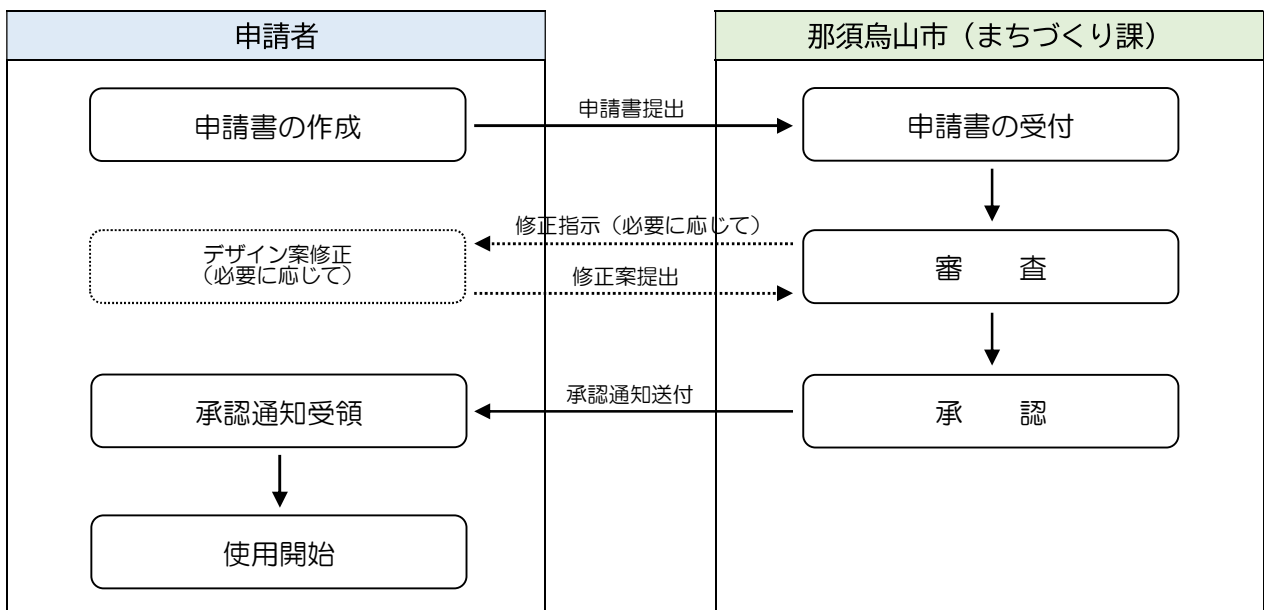 申請者
那須烏山市（まちづくり課）
申請書の作成
申請書提出
申請書の受付
修正指示（必要に応じて）
デザイン案修正
（必要に応じて）
修正案提出
審　　査
承認通知受領
承認通知送付
承　　認
使用開始